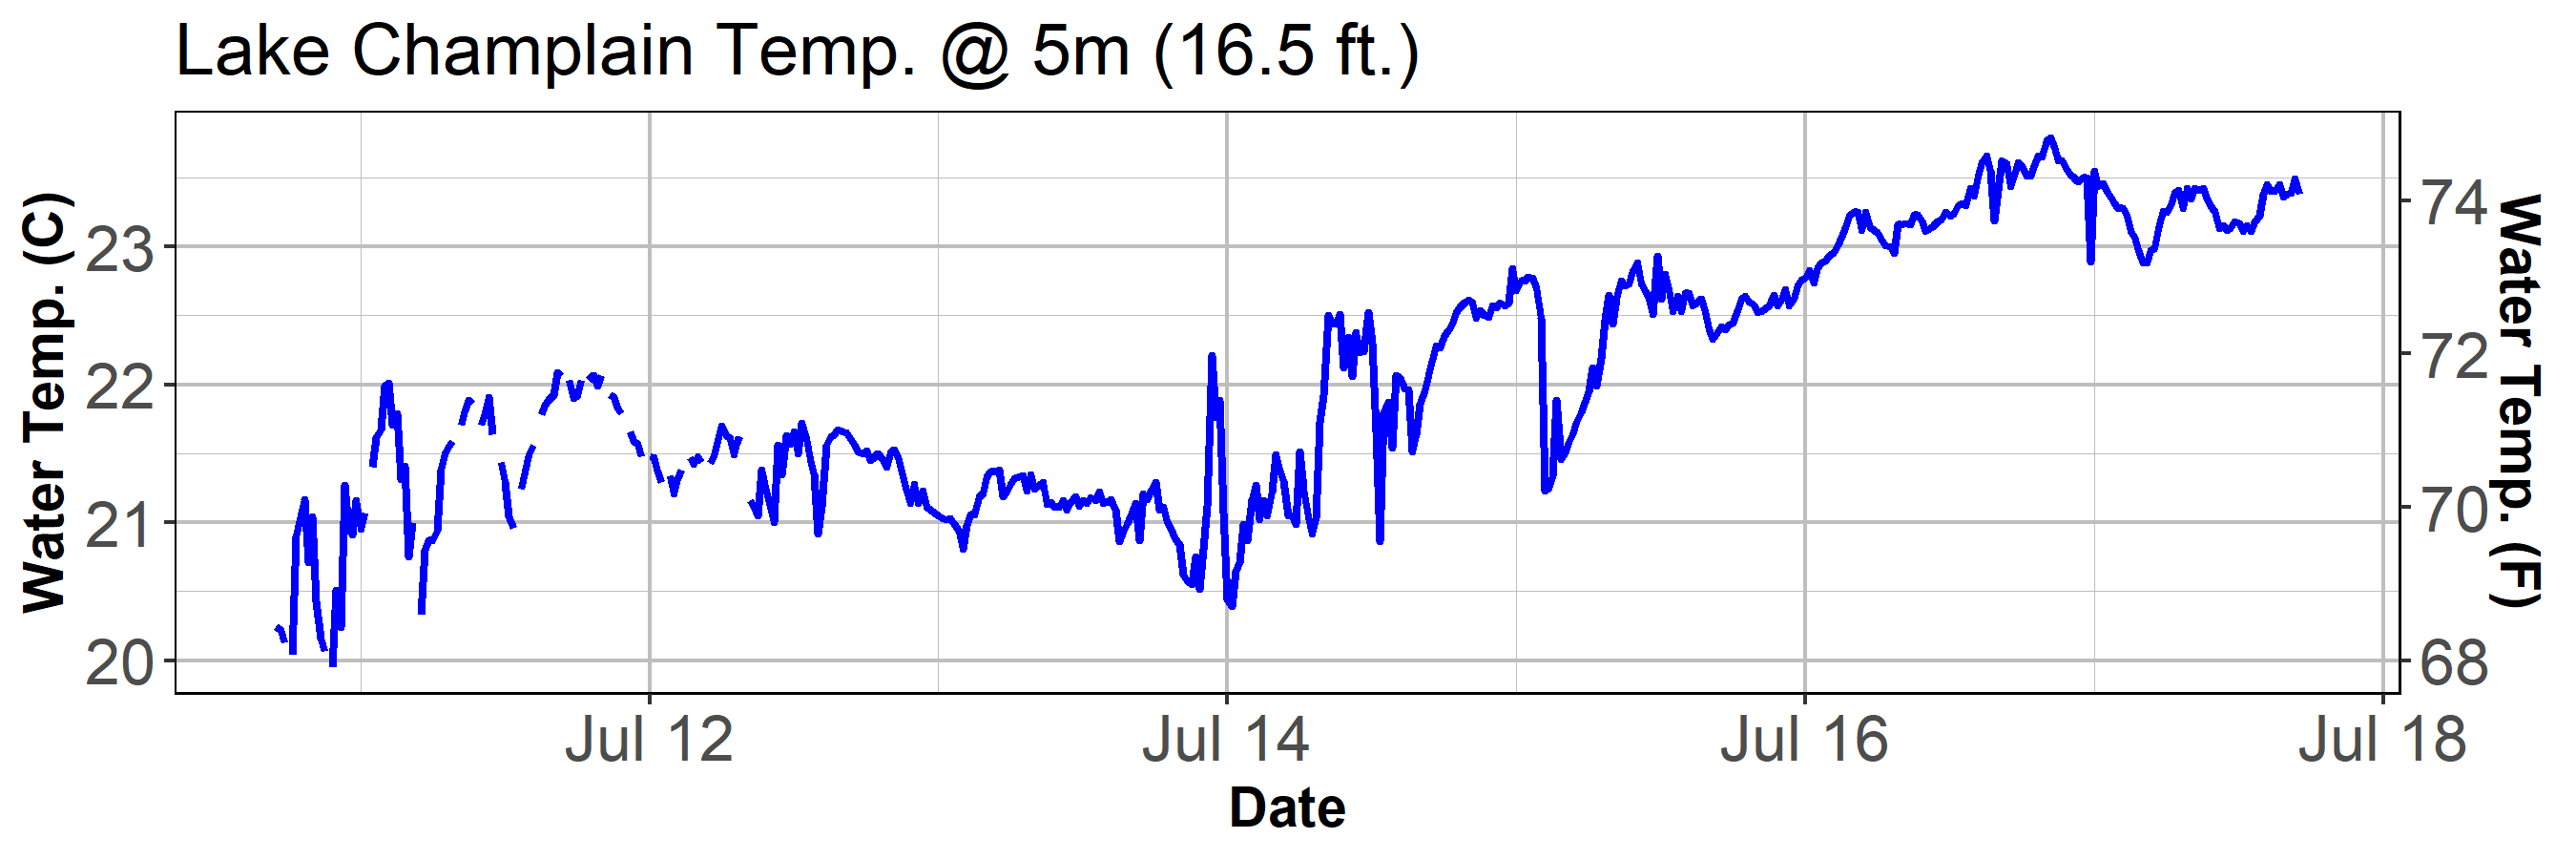 Lake Champlain Temp. @ 5m (16.5 ft.)
Water Temp. (C)
23
22
21
20
74
72
70
68
Water Temp. (F)
Jul 12
Jul 14
Jul 16
Jul 18
Date